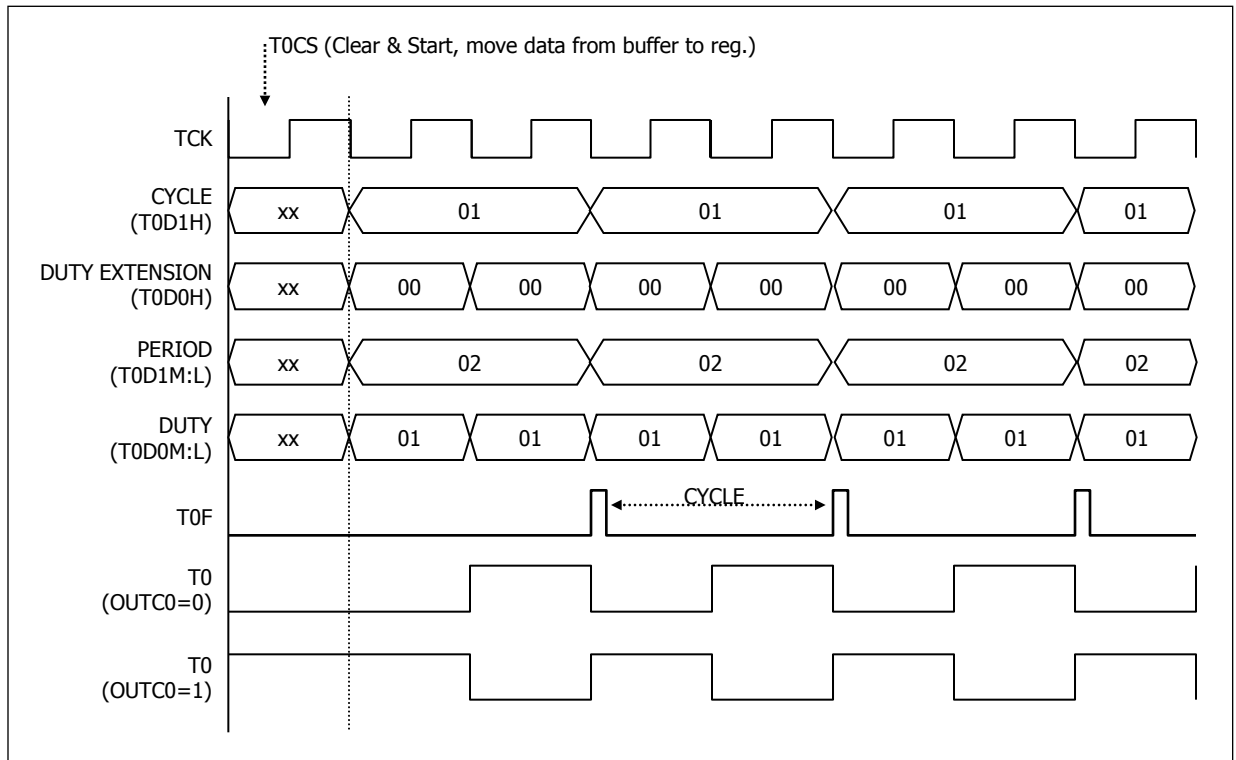 T0CS (Clear & Start, move data from buffer to reg.)
TCK
CYCLE
(T0D1H)
xx 01 01 01 01
DUTY EXTENSION
(T0D0H)
xx 00 00 00 00 00 00 00
PERIOD
(T0D1M:L)
xx 02 02 02 02
DUTY
(T0D0M:L)
xx 01 01 01 01 01 01 01
T0F
CYCLE
T0
(OUTC0=0)
T0
(OUTC0=1)